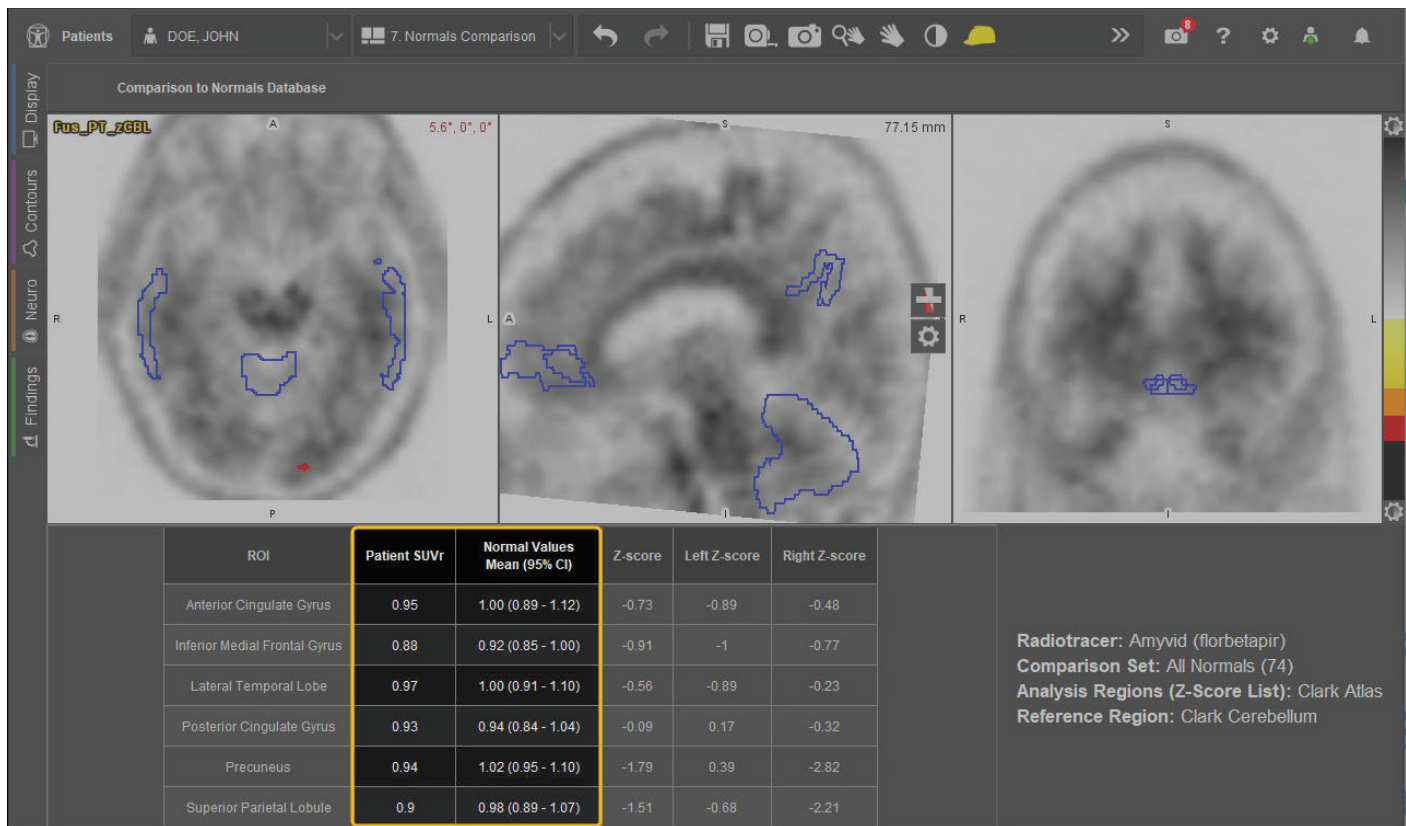 Patients DOE, JOHN 7. Normals Comparison 8 ?
Comparison to Normals Database
Display
Contours
Neuro
Findings
Fus_PT_zCBL A 5.6°, 0°, 0°
R L
P
S 77.15 mm
A
I
S
R L
I
ROI Patient SUVr Normal Values Mean (95% CI) Z-score Left Z-score Right Z-score
Anterior Cingulate Gyrus 0.95 1.00 (0.89 - 1.12) -0.73 -0.89 -0.48
Inferior Medial Frontal Gyrus 0.88 0.92 (0.85 - 1.00) -0.91 -1 -0.77
Lateral Temporal Lobe 0.97 1.00 (0.91 - 1.10) -0.56 -0.89 -0.23
Posterior Cingulate Gyrus 0.93 0.94 (0.84 - 1.04) -0.09 0.17 -0.32
Precuneus 0.94 1.02 (0.95 - 1.10) -1.79 0.39 -2.82
Superior Parietal Lobule 0.9 0.98 (0.89 - 1.07) -1.51 -0.68 -2.21
Radiotracer: Amyvid (florbetapir)
Comparison Set: All Normals (74)
Analysis Regions (Z-Score List): Clark Atlas
Reference Region: Clark Cerebellum